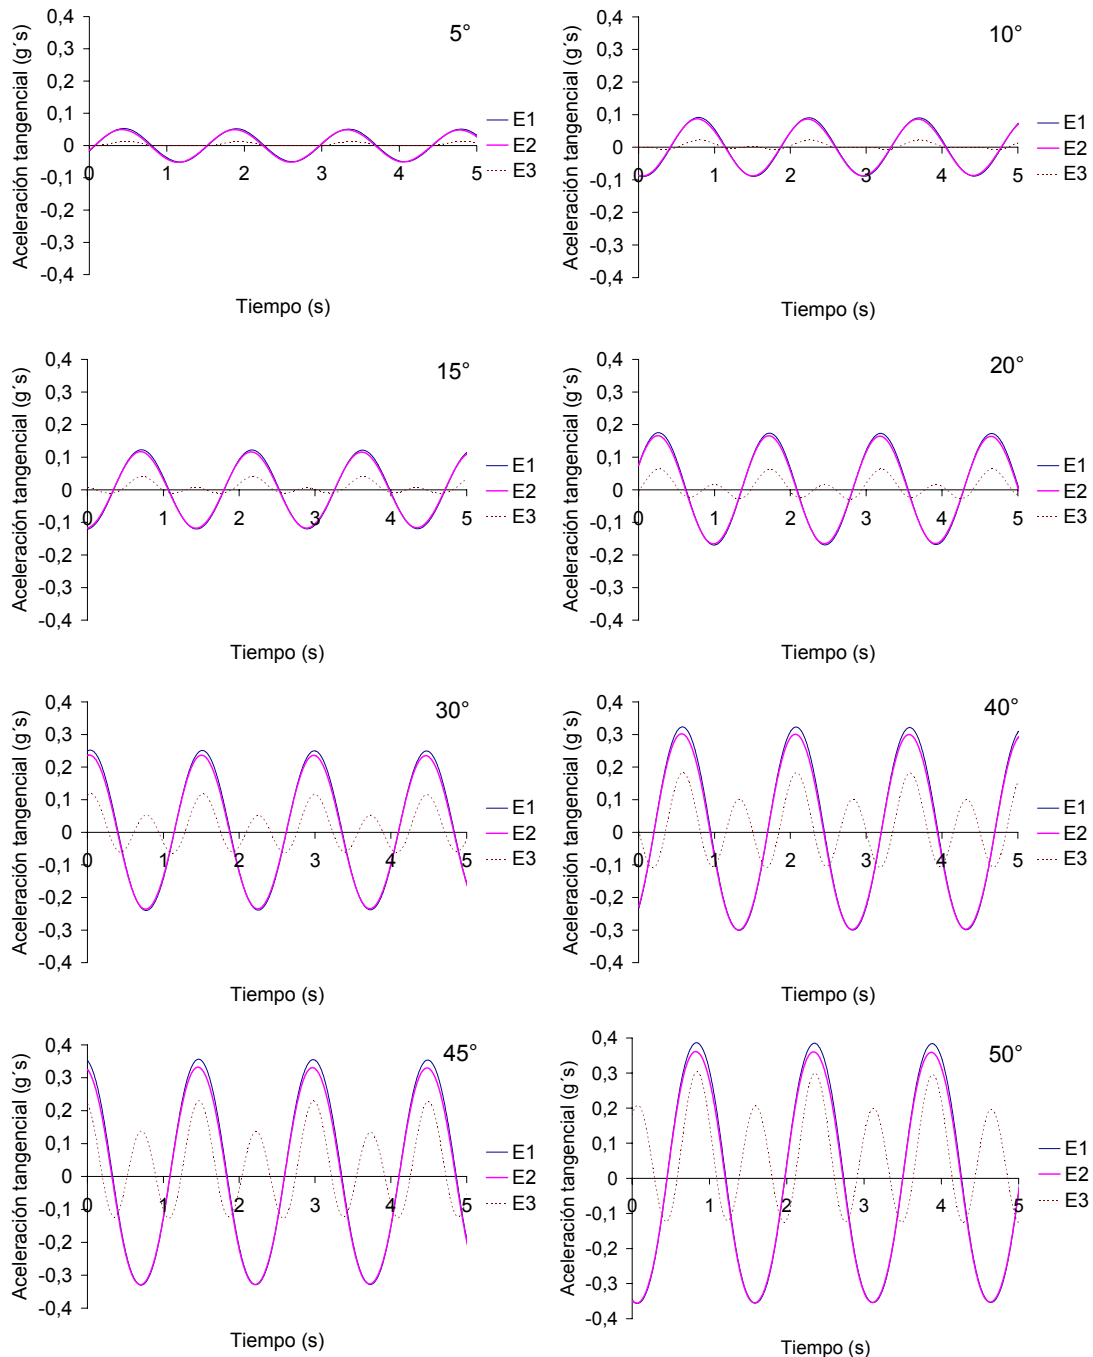 5°
Aceleración tangencial (g´s)
0,4
0,3
0,2
0,1
0
-0,1
-0,2
-0,3
-0,4
0 1 2 3 4 5
E1
E2
E3
Tiempo (s)
10°
Aceleración tangencial (g´s)
0,4
0,3
0,2
0,1
0
-0,1
-0,2
-0,3
-0,4
0 1 2 3 4 5
E1
E2
E3
Tiempo (s)
15°
Aceleración tangencial (g´s)
0,4
0,3
0,2
0,1
0
-0,1
-0,2
-0,3
-0,4
0 1 2 3 4 5
E1
E2
E3
Tiempo (s)
20°
Aceleración tangencial (g´s)
0,4
0,3
0,2
0,1
0
-0,1
-0,2
-0,3
-0,4
0 1 2 3 4 5
E1
E2
E3
Tiempo (s)
30°
Aceleración tangencial (g´s)
0,4
0,3
0,2
0,1
0
-0,1
-0,2
-0,3
-0,4
0 1 2 3 4 5
E1
E2
E3
Tiempo (s)
40°
Aceleración tangencial (g´s)
0,4
0,3
0,2
0,1
0
-0,1
-0,2
-0,3
-0,4
0 1 2 3 4 5
E1
E2
E3
Tiempo (s)
45°
Aceleración tangencial (g´s)
0,4
0,3
0,2
0,1
0
-0,1
-0,2
-0,3
-0,4
0 1 2 3 4 5
E1
E2
E3
Tiempo (s)
50°
Aceleración tangencial (g´s)
0,4
0,3
0,2
0,1
0
-0,1
-0,2
-0,3
-0,4
0 1 2 3 4 5
E1
E2
E3
Tiempo (s)